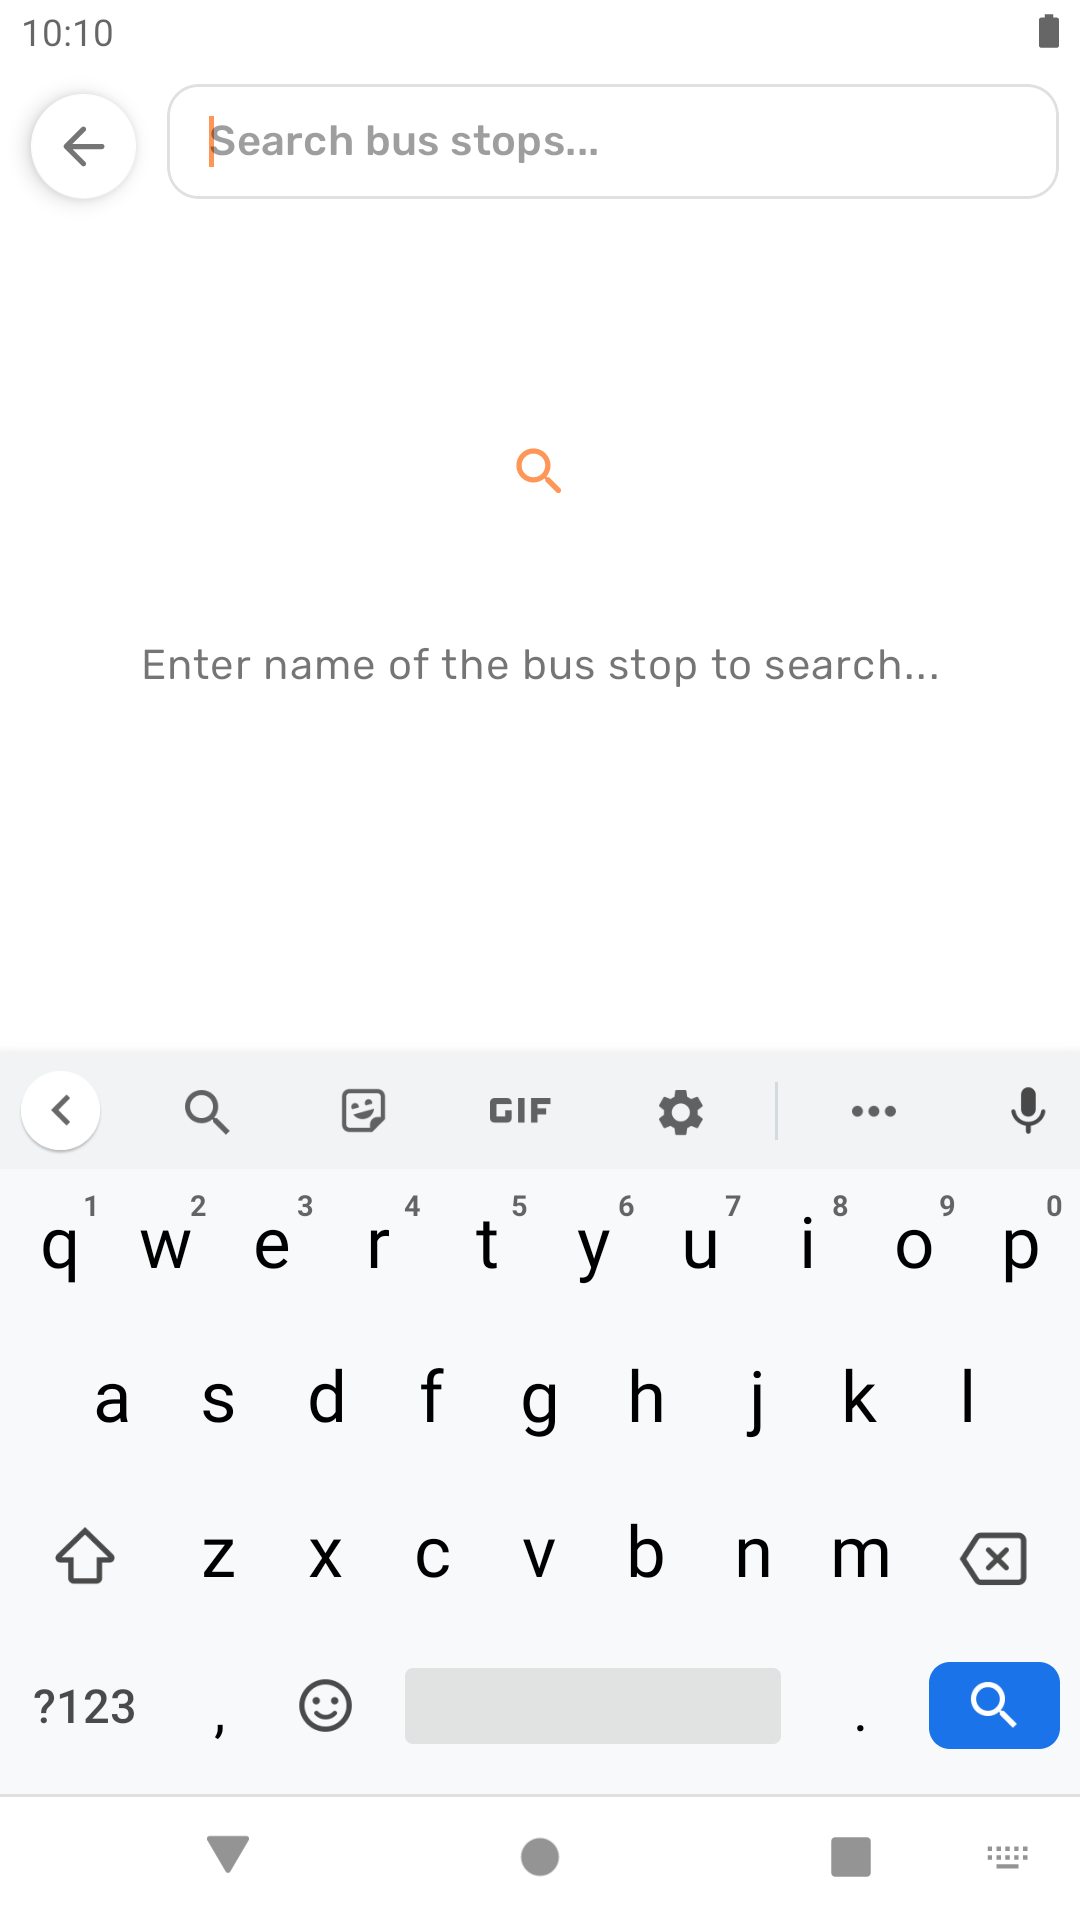 10:10
Search bus stops...
Enter name of the bus stop to search...
GIF
1 2 3 4 5 6 7 8 9 0
q w e r t y u i o p
a s d f g h j k l
z x c v b n m
?123 , .